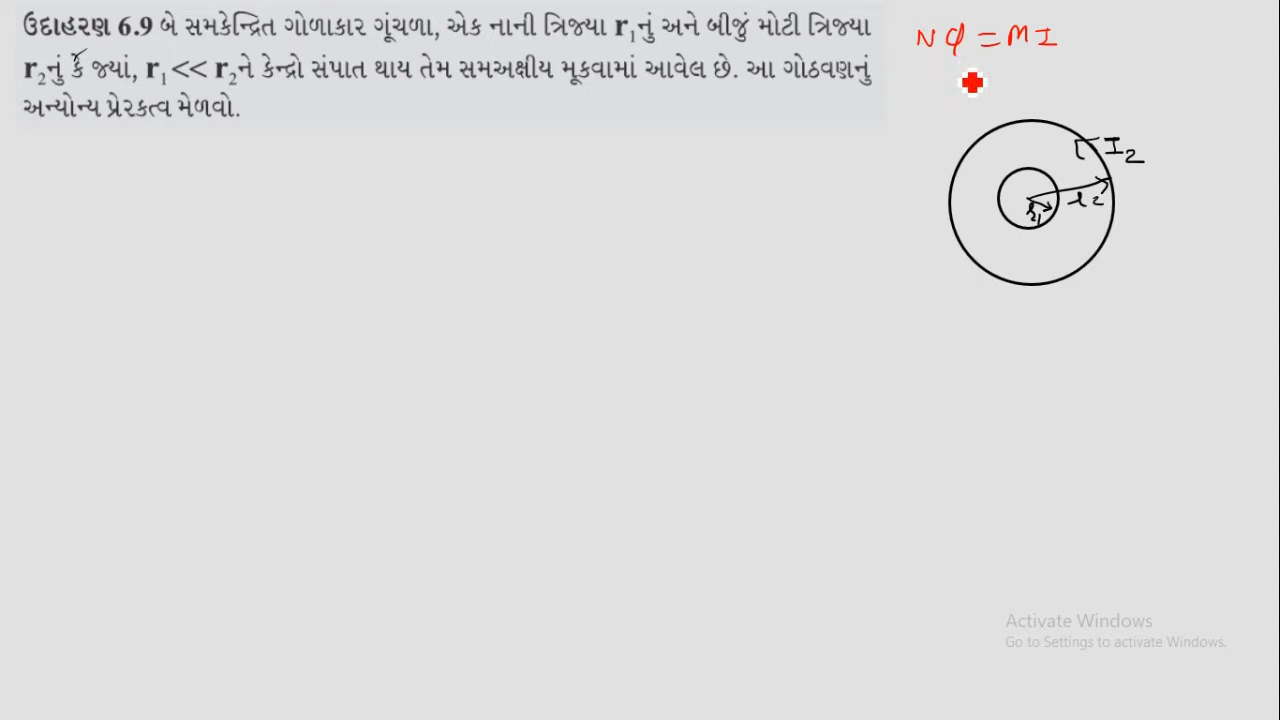 ઉદાહરણ 6.9 બે સમકેન્દ્રિત ગોળાકાર ગૂંચળા, એક નાની ત્રિજ્યા r₁નું અને બીજું મોટી ત્રિજ્યા
r₂નું કે જ્યાં, r₁<< r₂ને કેન્દ્રો સંપાત થાય તેમ સમઅક્ષીય મૂકવામાં આવેલ છે. આ ગોઠવણનું
અન્યોન્ય પ્રેરકત્વ મેળવો.
Nφ = MI
I₂
r₂
r₁
Activate Windows
Go to Settings to activate Windows.